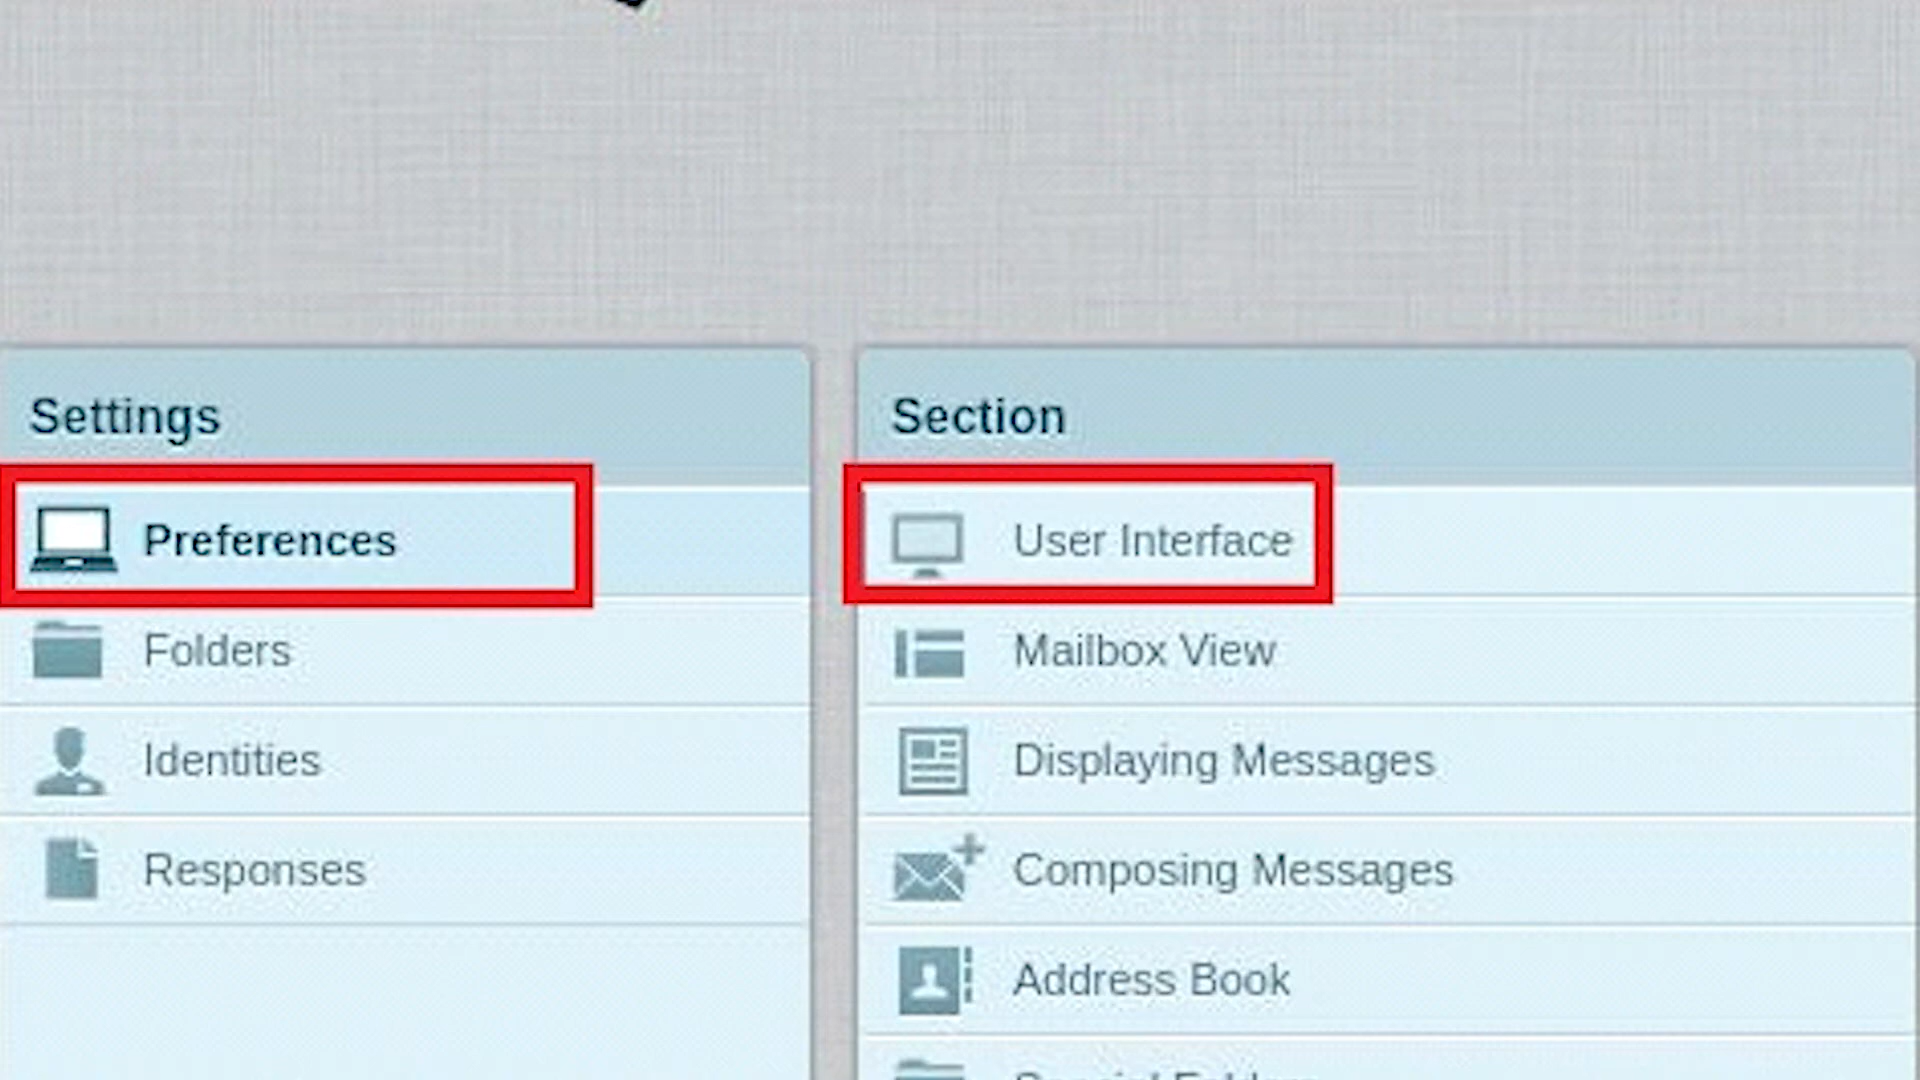 Settings
Preferences
Folders
Identities
Responses
Section
User Interface
Mailbox View
Displaying Messages
Composing Messages
Address Book